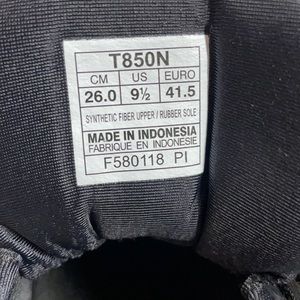 T850N
CM US EURO
26.0 9½ 41.5
SYNTHETIC FIBER UPPER / RUBBER SOLE
MADE IN INDONESIA
FABRIQUE EN INDONESIE
F580118 PI